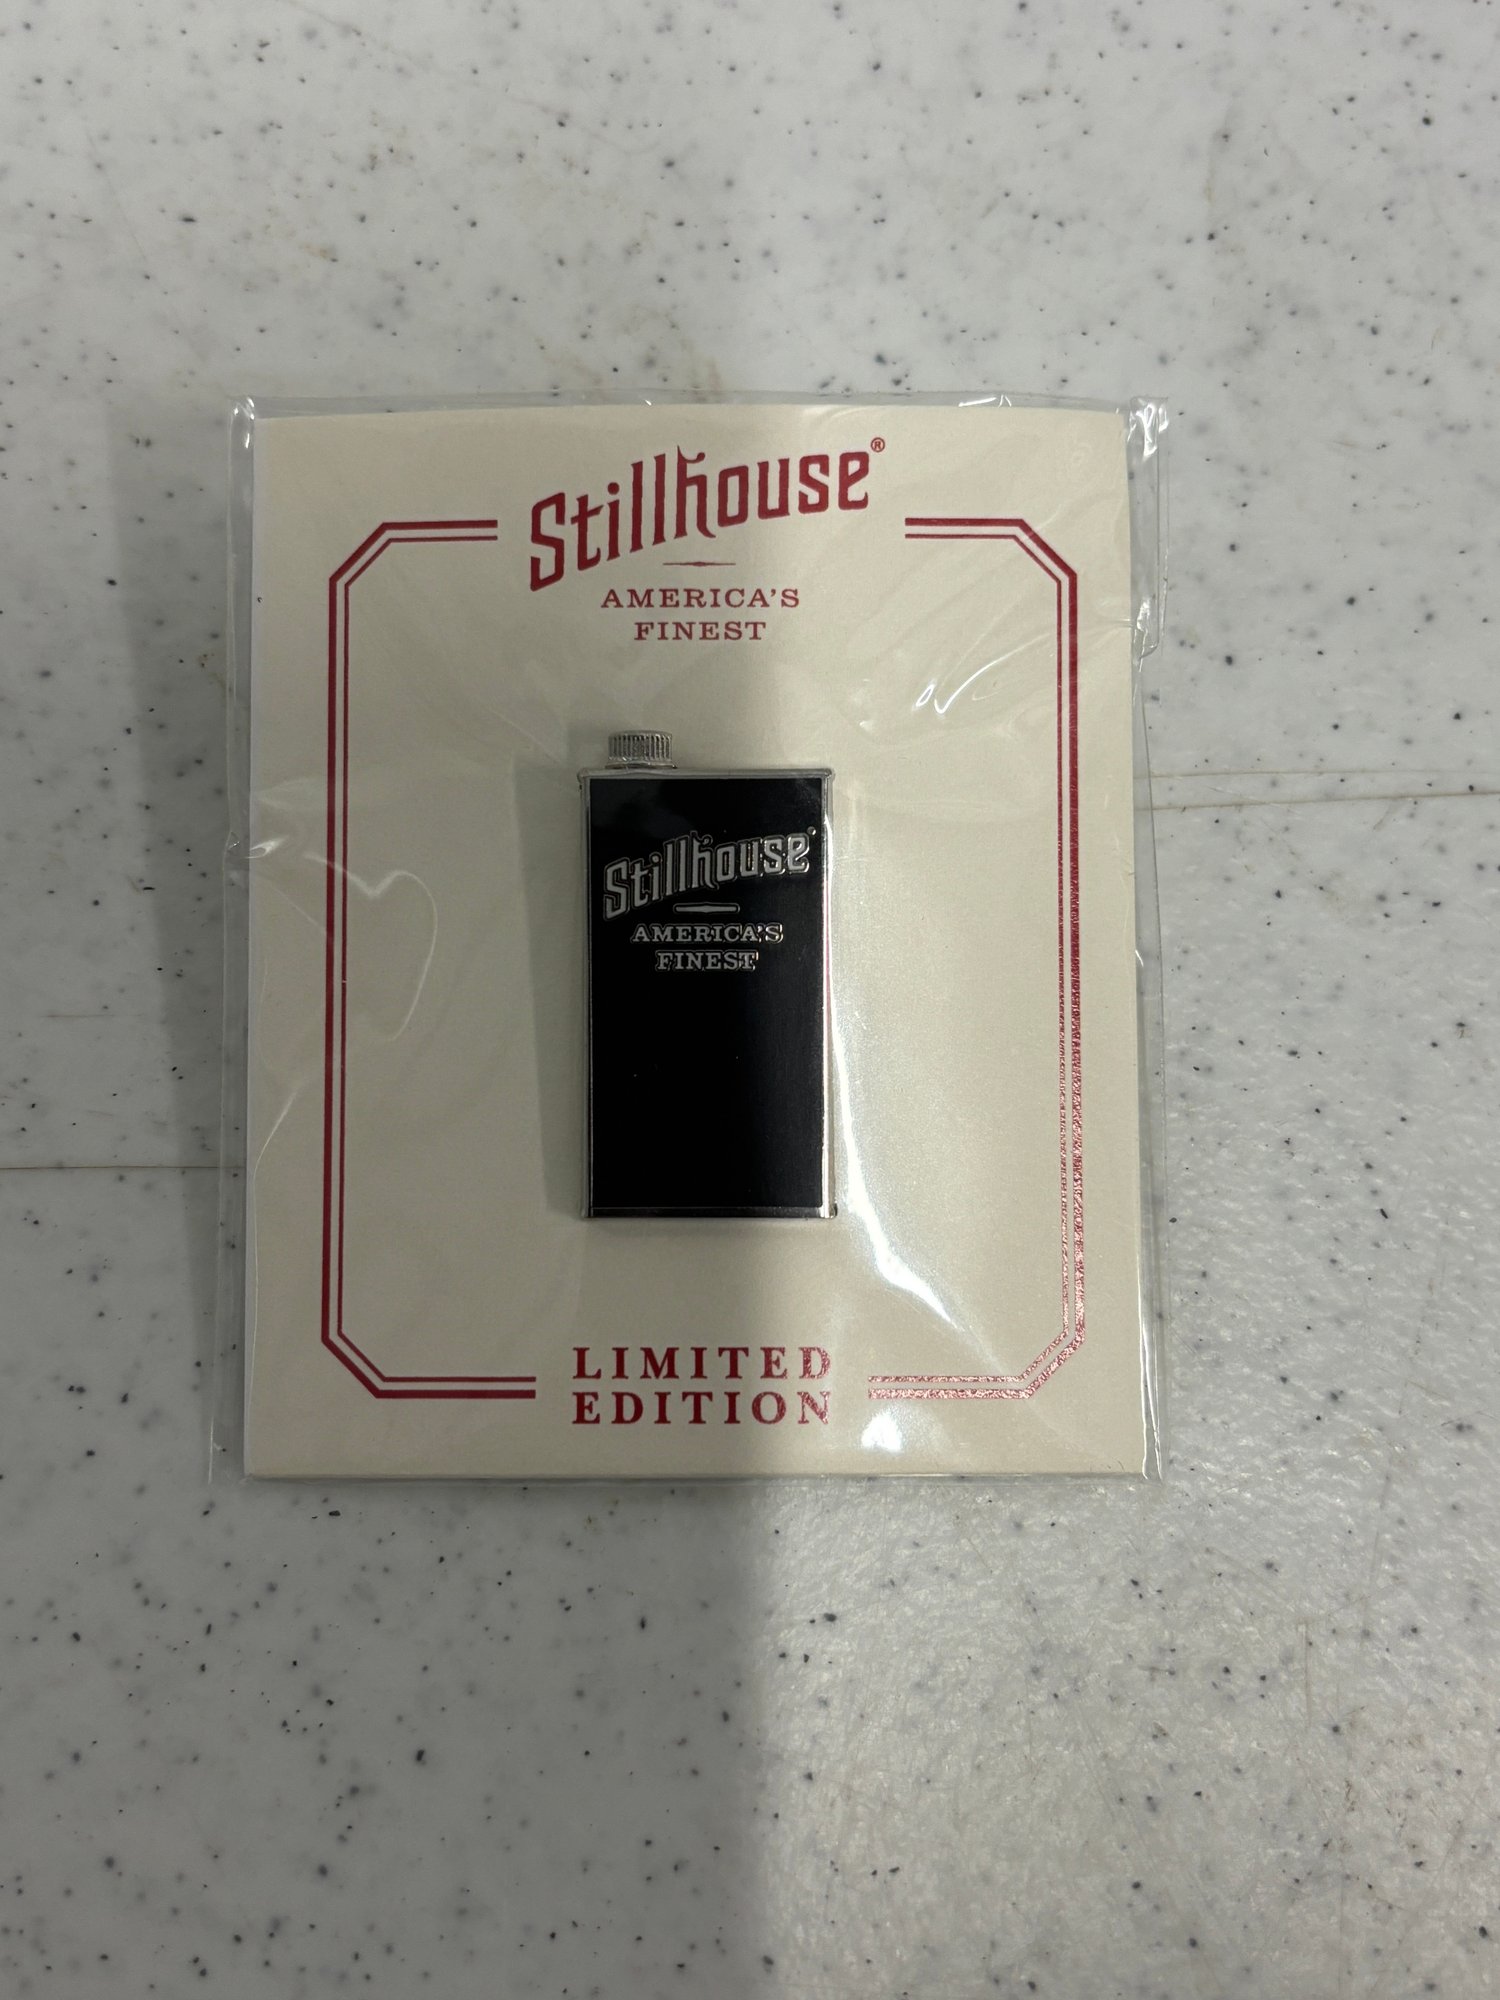 Stillhouse®
AMERICA'S
FINEST
Stillhouse
AMERICA'S
FINEST
LIMITED
EDITION